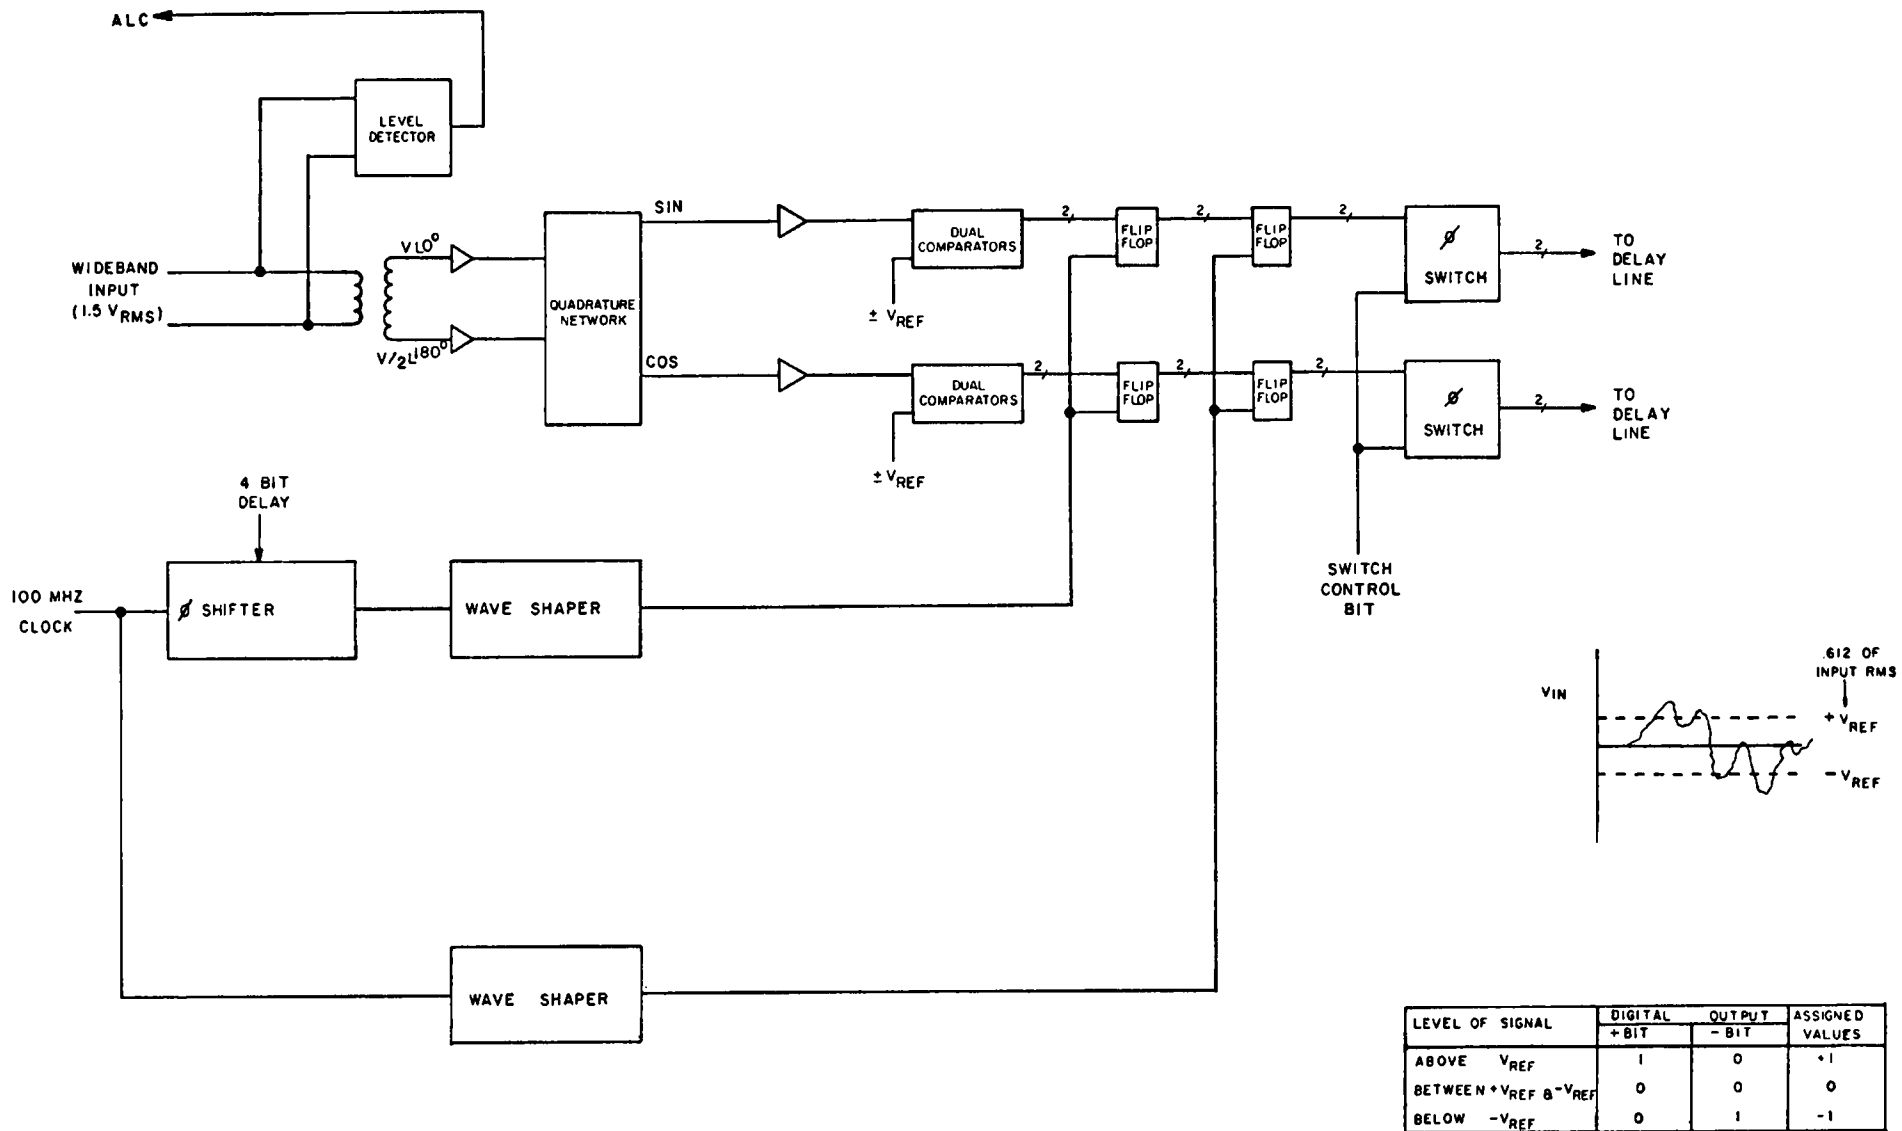 ALC
LEVEL
DETECTOR
WIDEBAND
INPUT
(1.5 VRMS)
V∠0°
V/2∠180°
QUADRATURE
NETWORK
SIN
COS
DUAL
COMPARATORS
± VREF
DUAL
COMPARATORS
± VREF
2
FLIP
FLOP
2
FLIP
FLOP
2
Ø
SWITCH
2
TO
DELAY
LINE
2
FLIP
FLOP
2
FLIP
FLOP
2
Ø
SWITCH
2
TO
DELAY
LINE
SWITCH
CONTROL
BIT
4 BIT
DELAY
100 MHZ
CLOCK
Ø SHIFTER
WAVE SHAPER
WAVE SHAPER
VIN
.612 OF
INPUT RMS
+ VREF
- VREF
LEVEL OF SIGNAL DIGITAL OUTPUT ASSIGNED
+ BIT - BIT VALUES
ABOVE VREF 1 0 +1
BETWEEN + VREF & -VREF 0 0 0
BELOW -VREF 0 1 -1